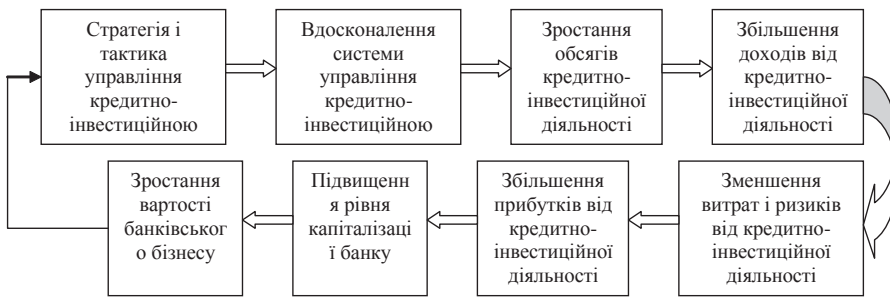 Стратегія і
тактика
управління
кредитно-
інвестиційною
Вдосконалення
системи
управління
кредитно-
інвестиційною
Зростання
обсягів
кредитно-
інвестиційної
діяльності
Збільшення
доходів від
кредитно-
інвестиційної
діяльності
Зменшення
витрат і ризиків
від кредитно-
інвестиційної
діяльності
Збільшення
прибутків від
кредитно-
інвестиційної
діяльності
Підвищенн
я рівня
капіталізаці
ї банку
Зростання
вартості
банківськог
о бізнесу